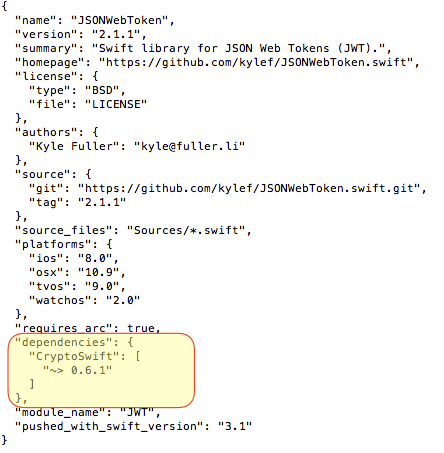 {
  "name": "JSONWebToken",
  "version": "2.1.1",
  "summary": "Swift library for JSON Web Tokens (JWT).",
  "homepage": "https://github.com/kylef/JSONWebToken.swift",
  "license": {
    "type": "BSD",
    "file": "LICENSE"
  },
  "authors": {
    "Kyle Fuller": "kyle@fuller.li"
  },
  "source": {
    "git": "https://github.com/kylef/JSONWebToken.swift.git",
    "tag": "2.1.1"
  },
  "source_files": "Sources/*.swift",
  "platforms": {
    "ios": "8.0",
    "osx": "10.9",
    "tvos": "9.0",
    "watchos": "2.0"
  },
  "requires_arc": true,
  "dependencies": {
    "CryptoSwift": [
      "~> 0.6.1"
    ]
  },
  "module_name": "JWT",
  "pushed_with_swift_version": "3.1"
}